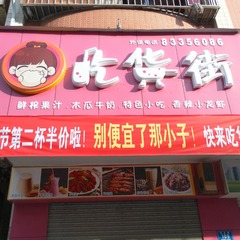 外送电话：83356086
吃货街
鲜榨果汁 木瓜牛奶 特色小吃 香辣小龙虾
节第二杯半价啦！别便宜了那小子！快来吃